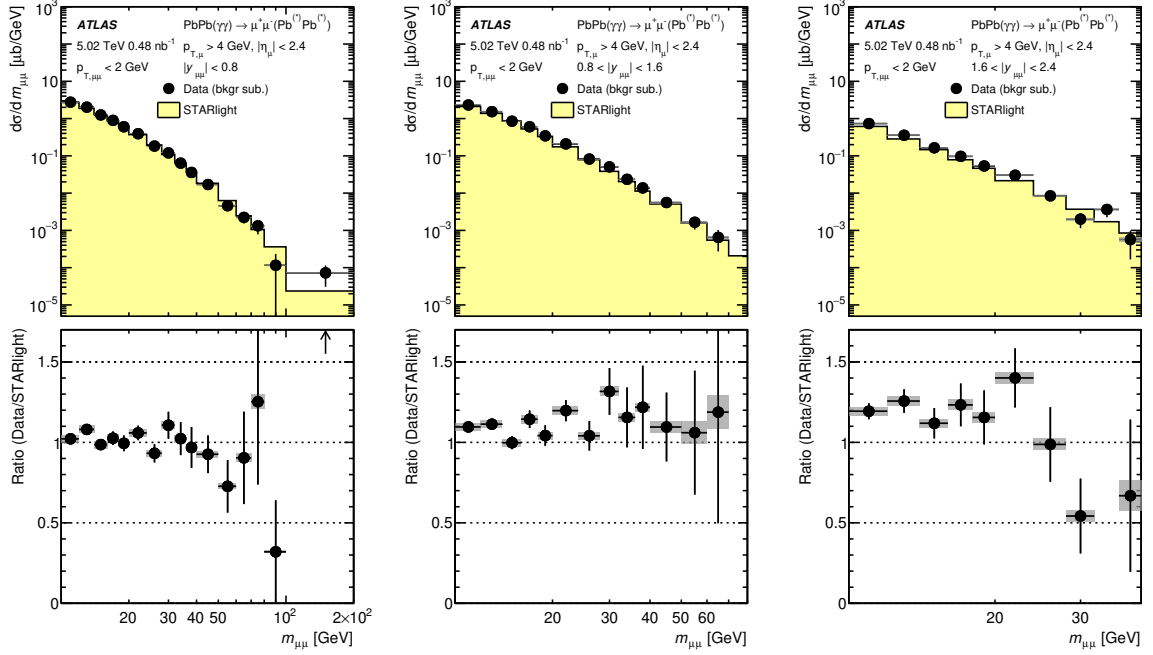 dσ/dm_μμ [μb/GeV]
10³
10
10⁻¹
10⁻³
10⁻⁵
ATLAS PbPb(γγ) → μ⁺μ⁻(Pb⁽*⁾Pb⁽*⁾)
5.02 TeV 0.48 nb⁻¹ p_T,μ > 4 GeV, |η_μ| < 2.4
p_T,μμ < 2 GeV |y_μμ| < 0.8
Data (bkgr sub.)
STARlight
Ratio (Data/STARlight)
1.5
1
0.5
0
20 30 40 50 10² 2×10²
m_μμ [GeV]
dσ/dm_μμ [μb/GeV]
10³
10
10⁻¹
10⁻³
10⁻⁵
ATLAS PbPb(γγ) → μ⁺μ⁻(Pb⁽*⁾Pb⁽*⁾)
5.02 TeV 0.48 nb⁻¹ p_T,μ > 4 GeV, |η_μ| < 2.4
p_T,μμ < 2 GeV 0.8 < |y_μμ| < 1.6
Data (bkgr sub.)
STARlight
Ratio (Data/STARlight)
1.5
1
0.5
0
20 30 40 50 60
m_μμ [GeV]
dσ/dm_μμ [μb/GeV]
10³
10
10⁻¹
10⁻³
10⁻⁵
ATLAS PbPb(γγ) → μ⁺μ⁻(Pb⁽*⁾Pb⁽*⁾)
5.02 TeV 0.48 nb⁻¹ p_T,μ > 4 GeV, |η_μ| < 2.4
p_T,μμ < 2 GeV 1.6 < |y_μμ| < 2.4
Data (bkgr sub.)
STARlight
Ratio (Data/STARlight)
1.5
1
0.5
0
20 30
m_μμ [GeV]